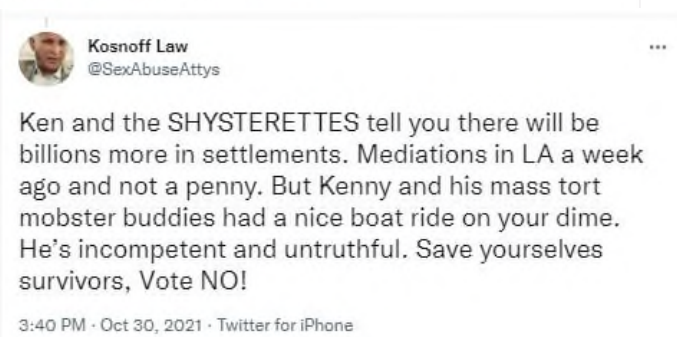 Kosnoff Law
@SexAbuseAttys
Ken and the SHYSTERETTES tell you there will be
billions more in settlements. Mediations in LA a week
ago and not a penny. But Kenny and his mass tort
mobster buddies had a nice boat ride on your dime.
He's incompetent and untruthful. Save yourselves
survivors, Vote NO!
3:40 PM · Oct 30, 2021 · Twitter for iPhone